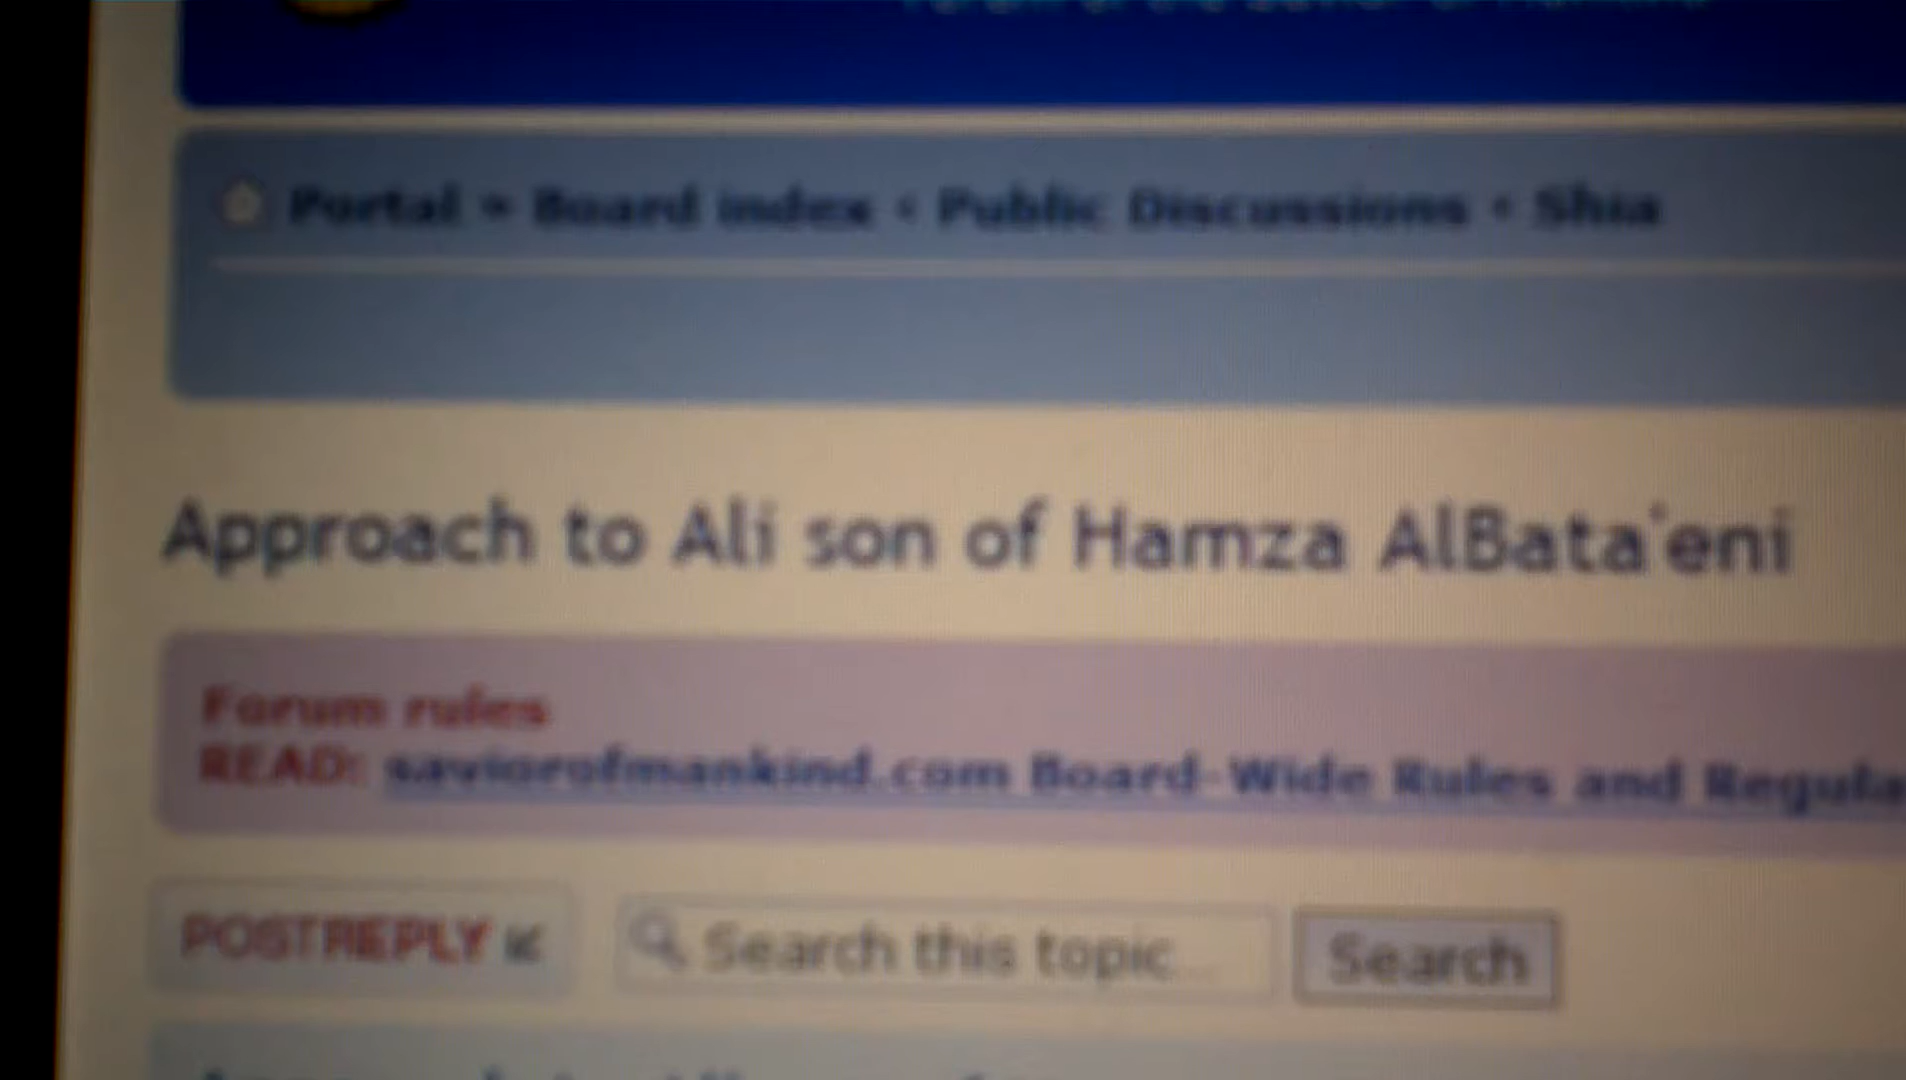 Portal » Board index ‹ Public Discussions ‹ Shia
Approach to Ali son of Hamza AlBata'eni
Forum rules
READ: saviorofmankind.com Board-Wide Rules and Regula
POSTREPLY
Search this topic...
Search